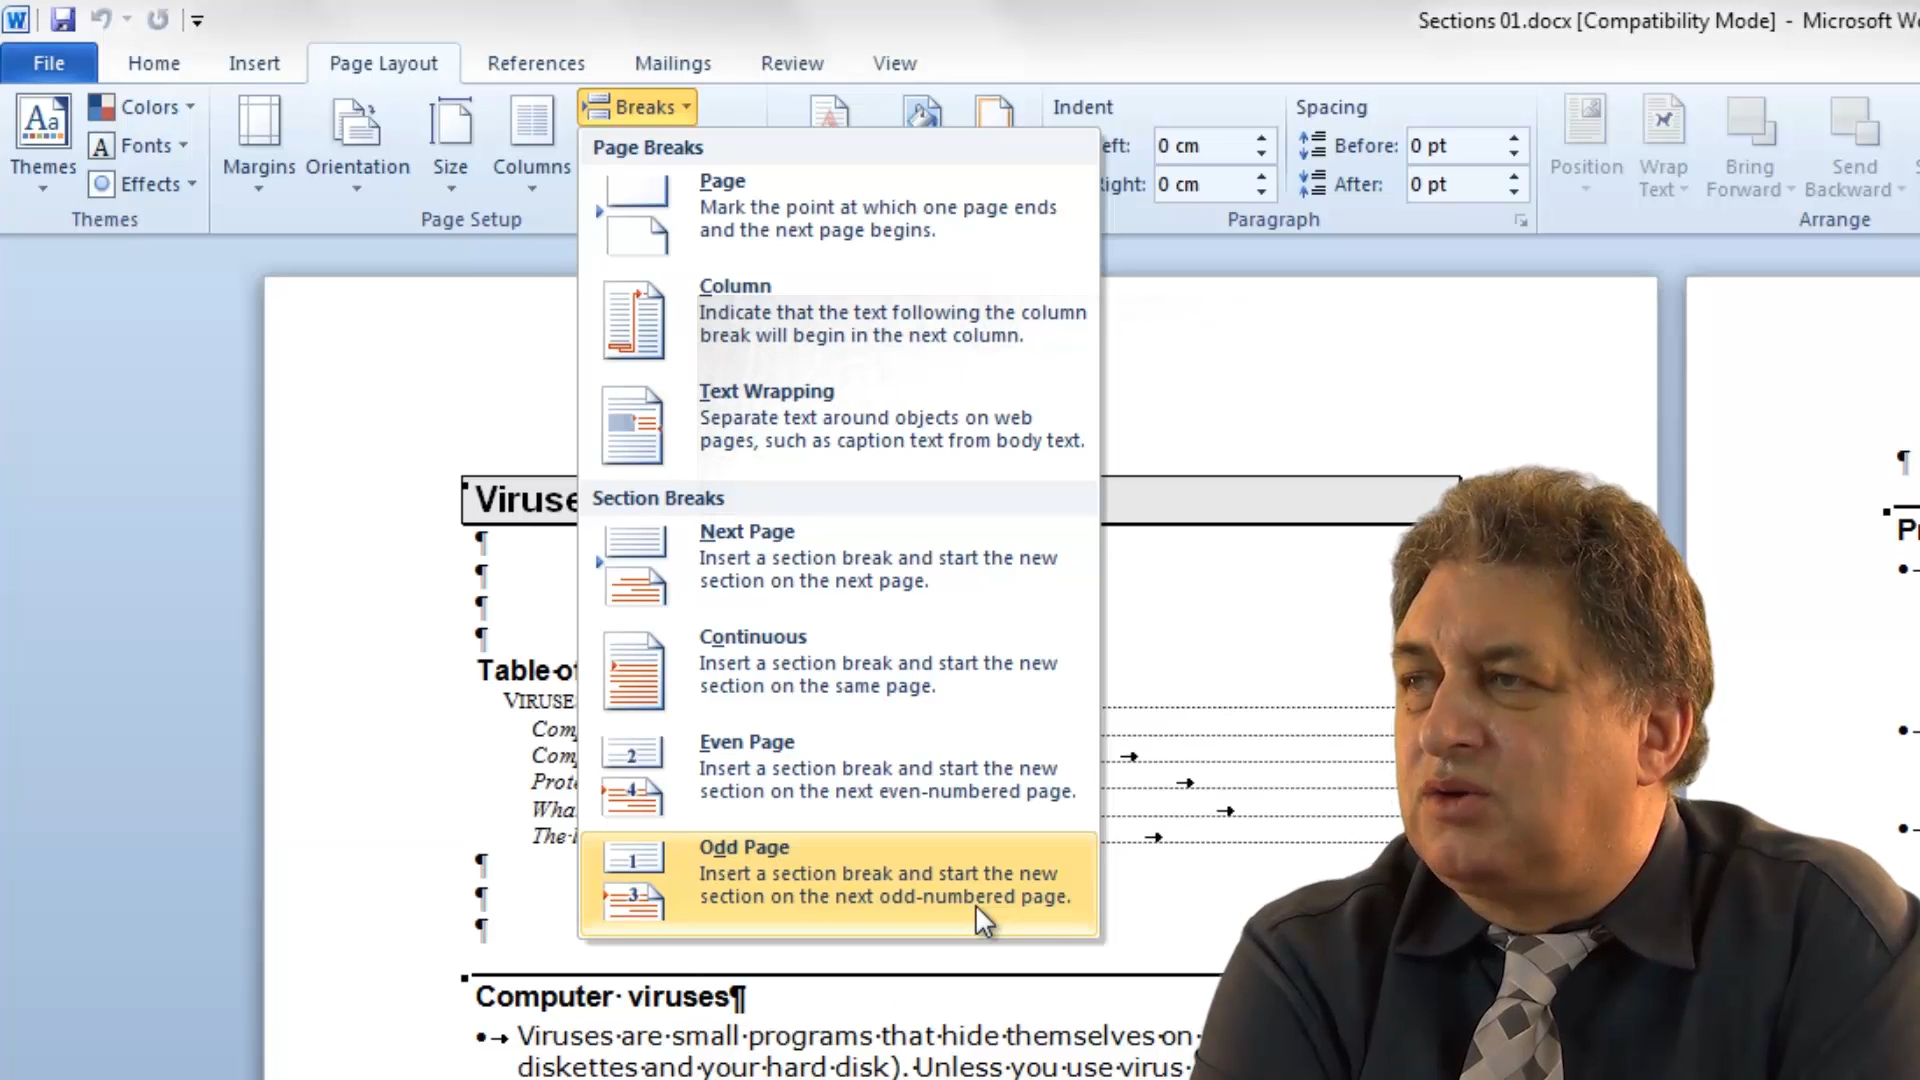 Sections 01.docx [Compatibility Mode] - Microsoft Wo
File Home Insert Page Layout References Mailings Review View
Themes
Colors
Fonts
Effects
Themes
Margins
Orientation
Size
Columns
Page Setup
Breaks
Indent
Left:
0 cm
Right:
0 cm
Spacing
Before:
0 pt
After:
0 pt
Paragraph
Position
Wrap
Text
Bring
Forward
Send
Backward
Arrange
Page Breaks
Page
Mark the point at which one page ends
and the next page begins.
Column
Indicate that the text following the column
break will begin in the next column.
Text Wrapping
Separate text around objects on web
pages, such as caption text from body text.
Section Breaks
Next Page
Insert a section break and start the new
section on the next page.
Continuous
Insert a section break and start the new
section on the same page.
Even Page
Insert a section break and start the new
section on the next even-numbered page.
Odd Page
Insert a section break and start the new
section on the next odd-numbered page.
Viruse
¶
¶
¶
¶
Table·of
VIRUSE
Com
Com
Prote
Wha
The·
¶
¶
¶
Computer· viruses¶
•→ Viruses·are·small·programs·that·hide·themselves·on·
diskettes·and·your·hard·disk).·Unless·you·use·virus·
¶